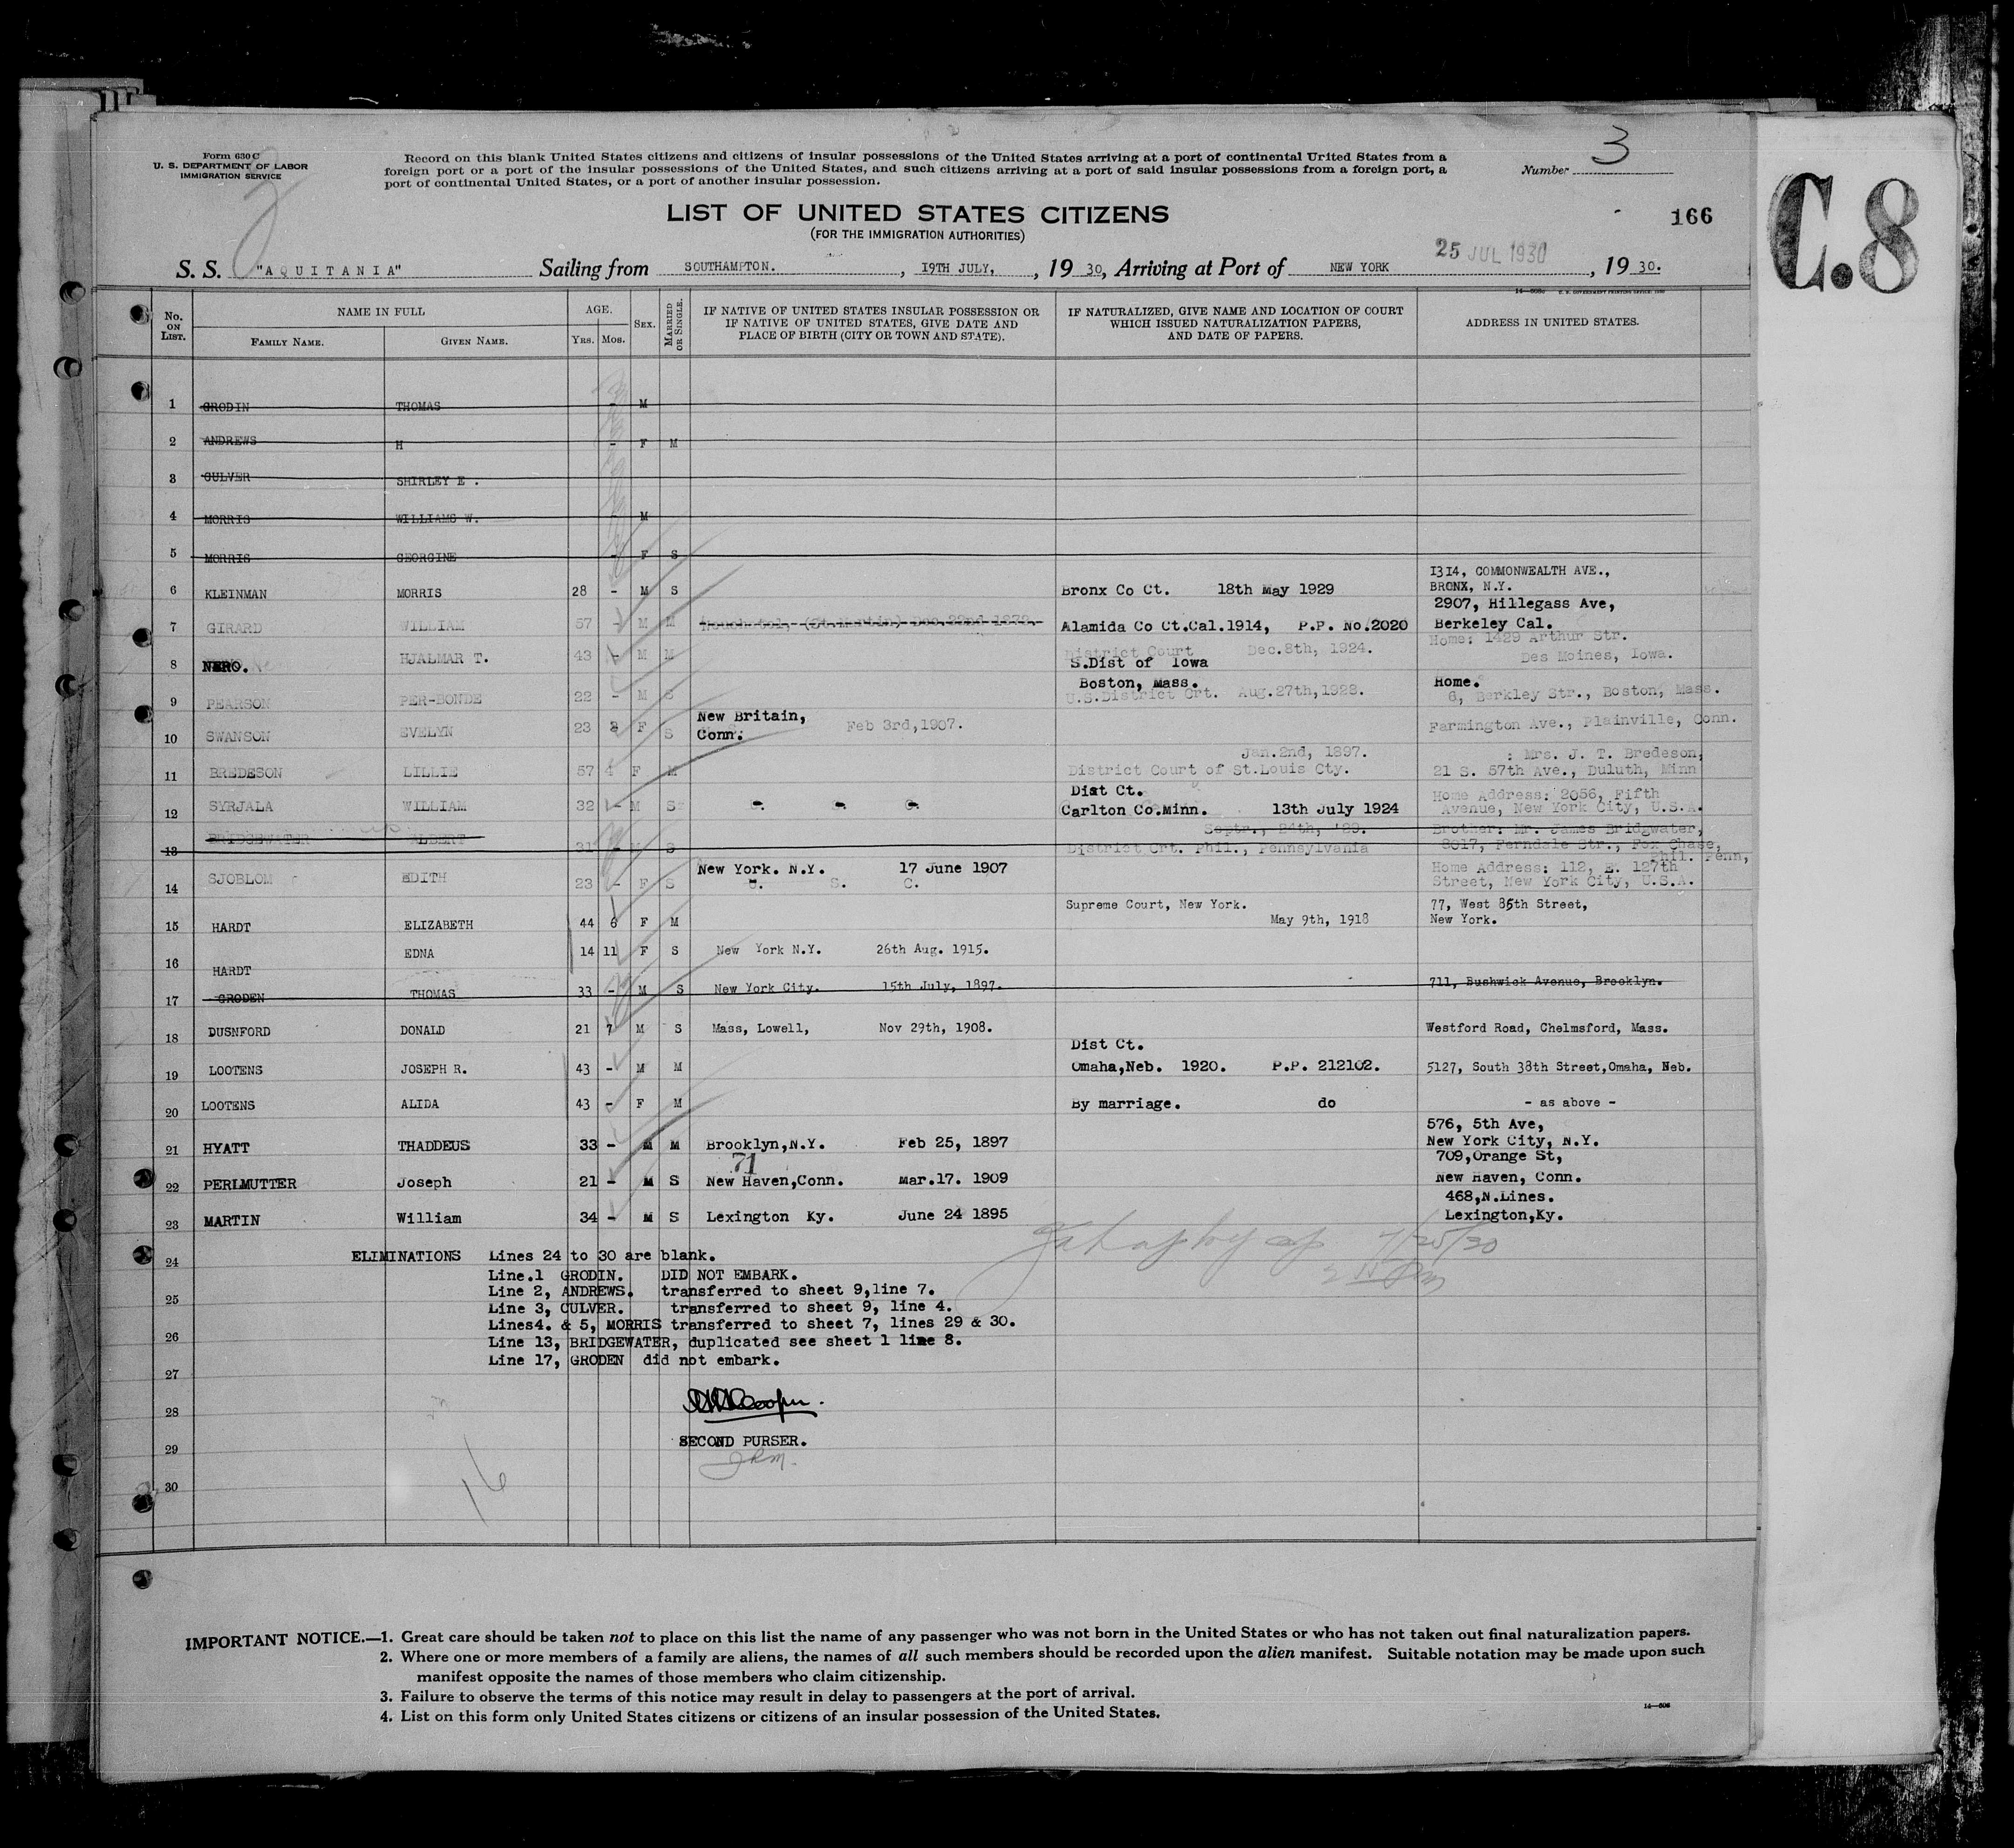 Form 630 C
U. S. DEPARTMENT OF LABOR
IMMIGRATION SERVICE
Record on this blank United States citizens and citizens of insular possessions of the United States arriving at a port of continental United States from a
foreign port or a port of the insular possessions of the United States, and such citizens arriving at a port of said insular possessions from a foreign port, a
port of continental United States, or a port of another insular possession.
Number 3
LIST OF UNITED STATES CITIZENS
(FOR THE IMMIGRATION AUTHORITIES)
166
C.8
S. S. "AQUITANIA" Sailing from SOUTHAMPTON. , 19TH JULY, , 19 30, Arriving at Port of NEW YORK 25 JUL 1930 , 19 30.
No. ON LIST.
NAME IN FULL
FAMILY NAME.
GIVEN NAME.
AGE.
YRS. MOS.
SEX.
MARRIED OR SINGLE.
IF NATIVE OF UNITED STATES INSULAR POSSESSION OR
IF NATIVE OF UNITED STATES, GIVE DATE AND
PLACE OF BIRTH (CITY OR TOWN AND STATE).
IF NATURALIZED, GIVE NAME AND LOCATION OF COURT
WHICH ISSUED NATURALIZATION PAPERS,
AND DATE OF PAPERS.
ADDRESS IN UNITED STATES.
1 GRODIN THOMAS - M
2 ANDREWS H - F M
3 CULVER SHIRLEY E .
4 MORRIS WILLIAMS W. M
5 MORRIS GEORGINE - F S
1314, COMMONWEALTH AVE.,
6 KLEINMAN MORRIS 28 - M S Bronx Co Ct. 18th May 1929 BRONX, N.Y.
2907, Hillegass Ave,
7 GIRARD WILLIAM 57 - M M Dec 22nd 1872.- Alamida Co Ct.Cal.1914, P.P. No.2020 Berkeley Cal.
District Court Dec.8th, 1924. Home: 1429 Arthur Str.
8 NERO. HJALMAR T. 43 - M M S.Dist of Iowa Des Moines, Iowa.
Boston, Mass. Home.
9 PEARSON PER-BONDE 22 - M S U.S.District Crt. Aug.27th,1928. 6, Berkley Str., Boston, Mass.
New Britain,
10 SWANSON EVELYN 23 F S Conn. Feb 3rd,1907. Farmington Ave., Plainville, Conn.
Jan.2nd, 1897. : Mrs. J. T. Bredeson,
11 BREDESON LILLIE 57 4 F M District Court of St.Louis Cty. 21 S. 57th Ave., Duluth, Minn
Dist Ct. Home Address: 2056, Fifth
12 SYRJALA WILLIAM 32 - M S Carlton Co.Minn. 13th July 1924 Avenue, New York City, U.S.A.
Septr., 24th, '29. Brother: Mr. James Bridgwater,
13 BRIDGEWATER ALBERT 31 - M S District Crt. Phil., Pennsylvania 8017, Ferndale Str., Fox Chase,
Phil. Penn,
New York. N.Y. 17 June 1907 Home Address: 112, E. 127th
14 SJOBLOM EDITH 23 - F S U. S. C. Street, New York City, U.S.A.
Supreme Court, New York. 77, West 85th Street,
15 HARDT ELIZABETH 44 6 F M May 9th, 1918 New York.
16 HARDT EDNA 14 11 F S New York N.Y. 26th Aug. 1915.
17 GRODEN THOMAS 33 - M S New York City. 15th July, 1897. 711, Bushwick Avenue, Brooklyn.
18 DUSNFORD DONALD 21 7 M S Mass, Lowell, Nov 29th, 1908. Westford Road, Chelmsford, Mass.
Dist Ct.
19 LOOTENS JOSEPH R. 43 - M M Omaha,Neb. 1920. P.P. 212102. 5127, South 38th Street,Omaha, Neb.
20 LOOTENS ALIDA 43 - F M By marriage. do - as above -
576, 5th Ave,
21 HYATT THADDEUS 33 - M M Brooklyn,N.Y. Feb 25, 1897 New York City, N.Y.
71 709,Orange St,
22 PERLMUTTER Joseph 21 - M S New Haven,Conn. Mar.17. 1909 New Haven, Conn.
468,N.Lines.
23 MARTIN William 34 - M S Lexington Ky. June 24 1895 Lexington,Ky.
7/25/30
24 ELIMINATIONS Lines 24 to 30 are blank.
Line.1 GRODIN. DID NOT EMBARK.
Line 2, ANDREWS. transferred to sheet 9,line 7.
25 Line 3, CULVER. transferred to sheet 9, line 4.
Lines4. & 5, MORRIS transferred to sheet 7, lines 29 & 30.
26 Line 13, BRIDGEWATER, duplicated see sheet 1 line 8.
Line 17, GRODEN did not embark.
27
28
SECOND PURSER.
29
30
16
IMPORTANT NOTICE.—1. Great care should be taken not to place on this list the name of any passenger who was not born in the United States or who has not taken out final naturalization papers.
2. Where one or more members of a family are aliens, the names of all such members should be recorded upon the alien manifest. Suitable notation may be made upon such
manifest opposite the names of those members who claim citizenship.
3. Failure to observe the terms of this notice may result in delay to passengers at the port of arrival.
4. List on this form only United States citizens or citizens of an insular possession of the United States.